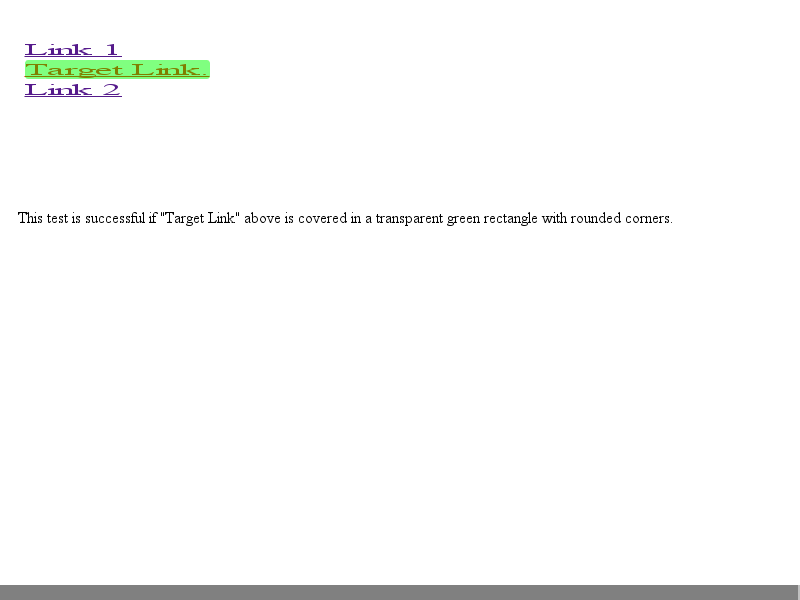 Link 1
Target Link.
Link 2
This test is successful if "Target Link" above is covered in a transparent green rectangle with rounded corners.